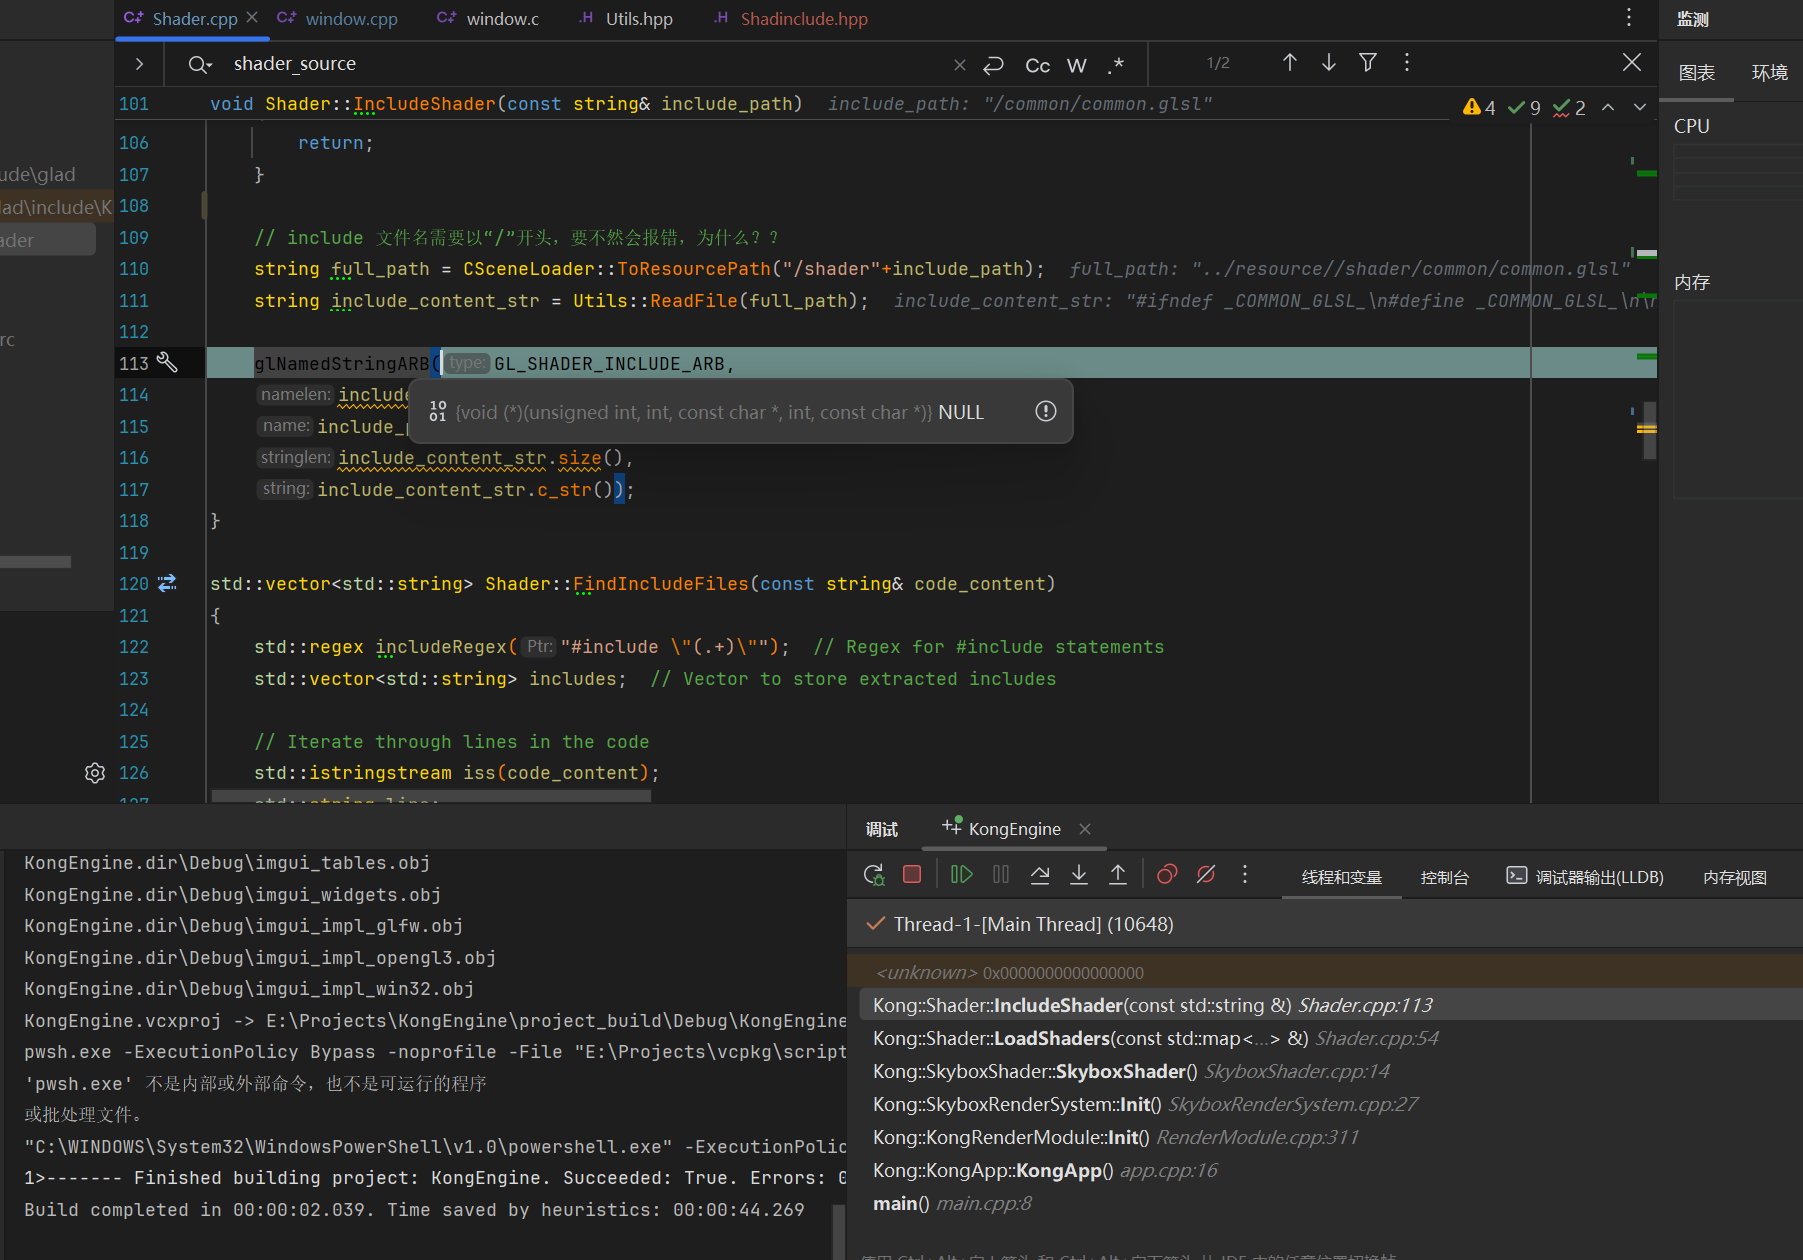 Shader.cpp
window.cpp
window.c
.H Utils.hpp
.H Shadinclude.hpp
监测
shader_source
Cc W .*
1/2
图表
环境
101 void Shader::IncludeShader(const string& include_path) include_path: "/common/common.glsl"
4 9 2
CPU
106 return;
ude\glad
107 }
lad\include\K
108
ader
109 // include 文件名需要以“/”开头，要不然会报错，为什么？？
110 string full_path = CSceneLoader::ToResourcePath("/shader"+include_path); full_path: "../resource//shader/common/common.glsl"
内存
111 string include_content_str = Utils::ReadFile(full_path); include_content_str: "#ifndef _COMMON_GLSL_\n#define _COMMON_GLSL_\n\r
112
rc
113 glNamedStringARB( type: GL_SHADER_INCLUDE_ARB,
114 namelen: include
{void (*)(unsigned int, int, const char *, int, const char *)} NULL
115 name: include_p
116 stringlen: include_content_str.size(),
117 string: include_content_str.c_str());
118 }
119
120 std::vector<std::string> Shader::FindIncludeFiles(const string& code_content)
121 {
122 std::regex includeRegex( Ptr: "#include \"(.+)\""); // Regex for #include statements
123 std::vector<std::string> includes; // Vector to store extracted includes
124
125 // Iterate through lines in the code
126 std::istringstream iss(code_content);
127 std::string line;
KongEngine.dir\Debug\imgui_tables.obj
KongEngine.dir\Debug\imgui_widgets.obj
KongEngine.dir\Debug\imgui_impl_glfw.obj
KongEngine.dir\Debug\imgui_impl_opengl3.obj
KongEngine.dir\Debug\imgui_impl_win32.obj
KongEngine.vcxproj -> E:\Projects\KongEngine\project_build\Debug\KongEngine
pwsh.exe -ExecutionPolicy Bypass -noprofile -File "E:\Projects\vcpkg\script
'pwsh.exe' 不是内部或外部命令，也不是可运行的程序
或批处理文件。
"C:\WINDOWS\System32\WindowsPowerShell\v1.0\powershell.exe" -ExecutionPolic
1>------- Finished building project: KongEngine. Succeeded: True. Errors: 0
Build completed in 00:00:02.039. Time saved by heuristics: 00:00:44.269
调试
KongEngine
线程和变量
控制台
调试器输出(LLDB)
内存视图
Thread-1-[Main Thread] (10648)
<unknown> 0x0000000000000000
Kong::Shader::IncludeShader(const std::string &) Shader.cpp:113
Kong::Shader::LoadShaders(const std::map<...> &) Shader.cpp:54
Kong::SkyboxShader::SkyboxShader() SkyboxShader.cpp:14
Kong::SkyboxRenderSystem::Init() SkyboxRenderSystem.cpp:27
Kong::KongRenderModule::Init() RenderModule.cpp:311
Kong::KongApp::KongApp() app.cpp:16
main() main.cpp:8